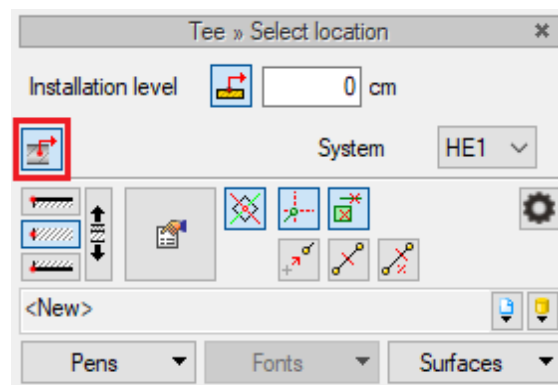 Tee » Select location
Installation level 0 cm
System HE1
<New>
Pens Fonts Surfaces